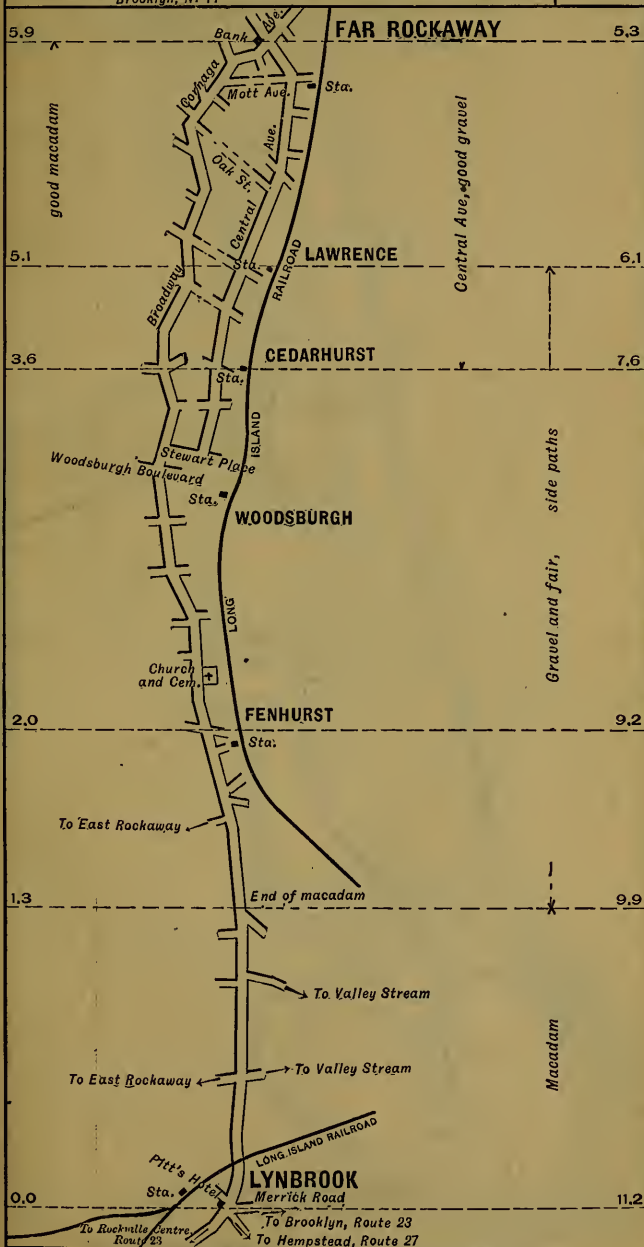 Brooklyn, N. Y.
5.9
Bank
Ave.
FAR ROCKAWAY
5.3
Cornaga
Mott Ave.
Sta.
good macadam
Ave.
Oak St.
Central
Central Ave, good gravel
5.1
Sta.
RAILROAD
LAWRENCE
6.1
Broadway
3.6
Sta.
CEDARHURST
7.6
ISLAND
Stewart Place
Woodsburgh Boulevard
Sta.
WOODSBURGH
LONG
Gravel and fair, side paths
Church
and Cem.
FENHURST
2.0
9.2
Sta.
To East Rockaway
End of macadam
1.3
9.9
To Valley Stream
Macadam
To East Rockaway
To Valley Stream
LONG ISLAND RAILROAD
Pitt's Hotel
LYNBROOK
Sta.
Merrick Road
0.0
11.2
To Rockville Centre,
Route 23
To Brooklyn, Route 23
To Hempstead, Route 27